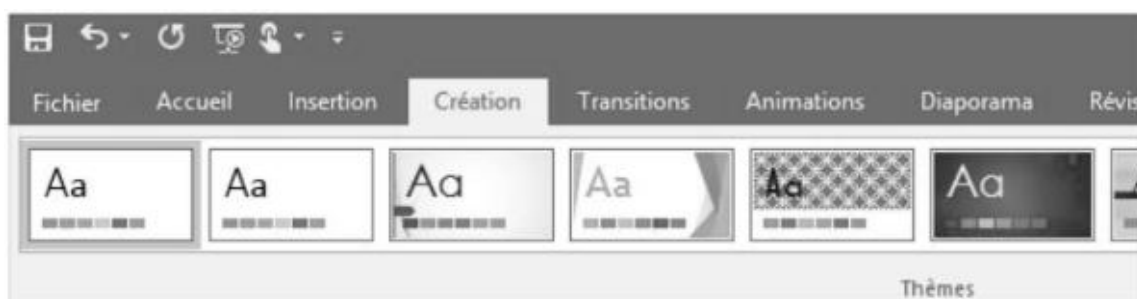 Fichier Accueil Insertion Création Transitions Animations Diaporama
Aa Aa Aa Aa Aa Aa
Thèmes